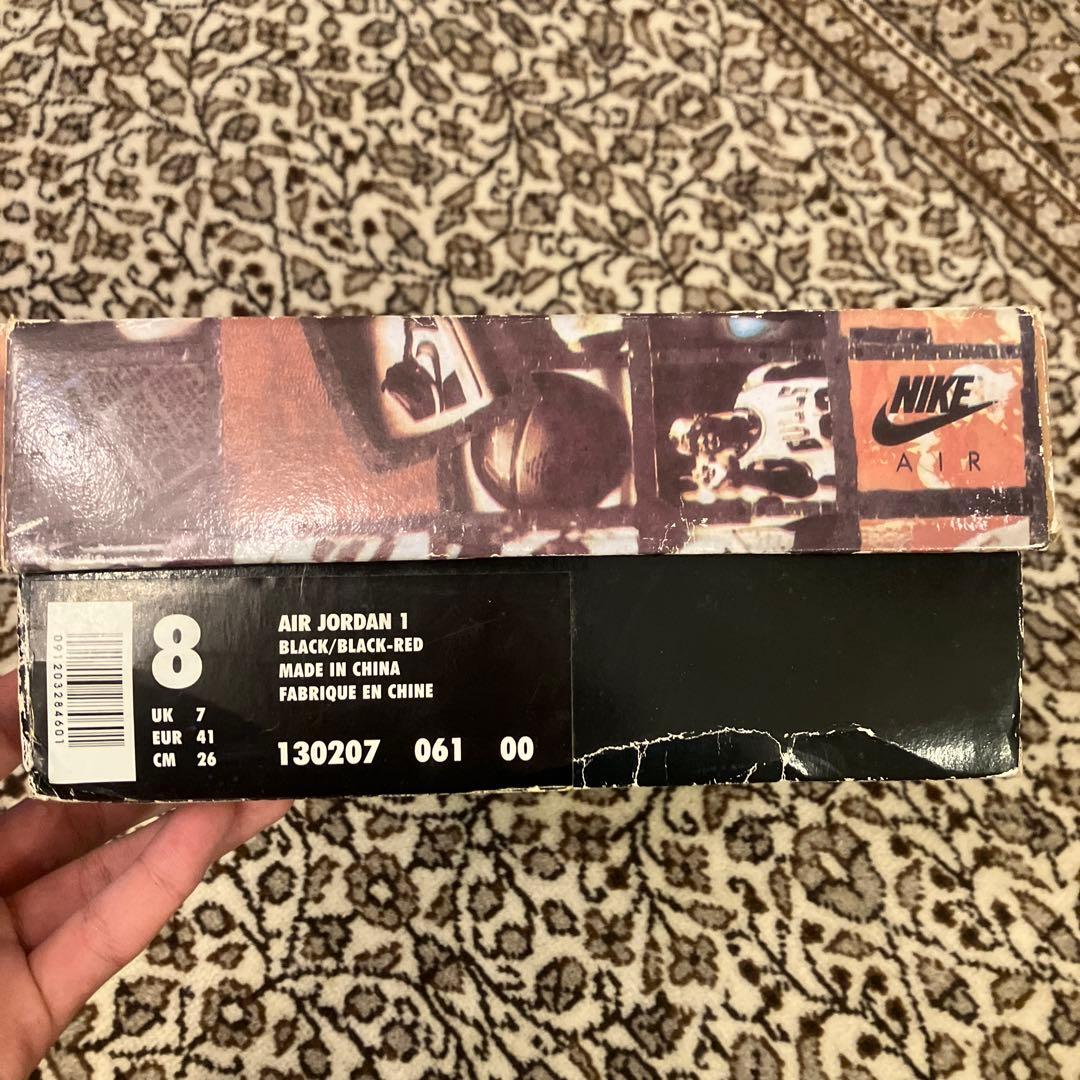 NIKE
AIR
091203284601
8
UK 7
EUR 41
CM 26
AIR JORDAN 1
BLACK/BLACK-RED
MADE IN CHINA
FABRIQUE EN CHINE
130207 061 00